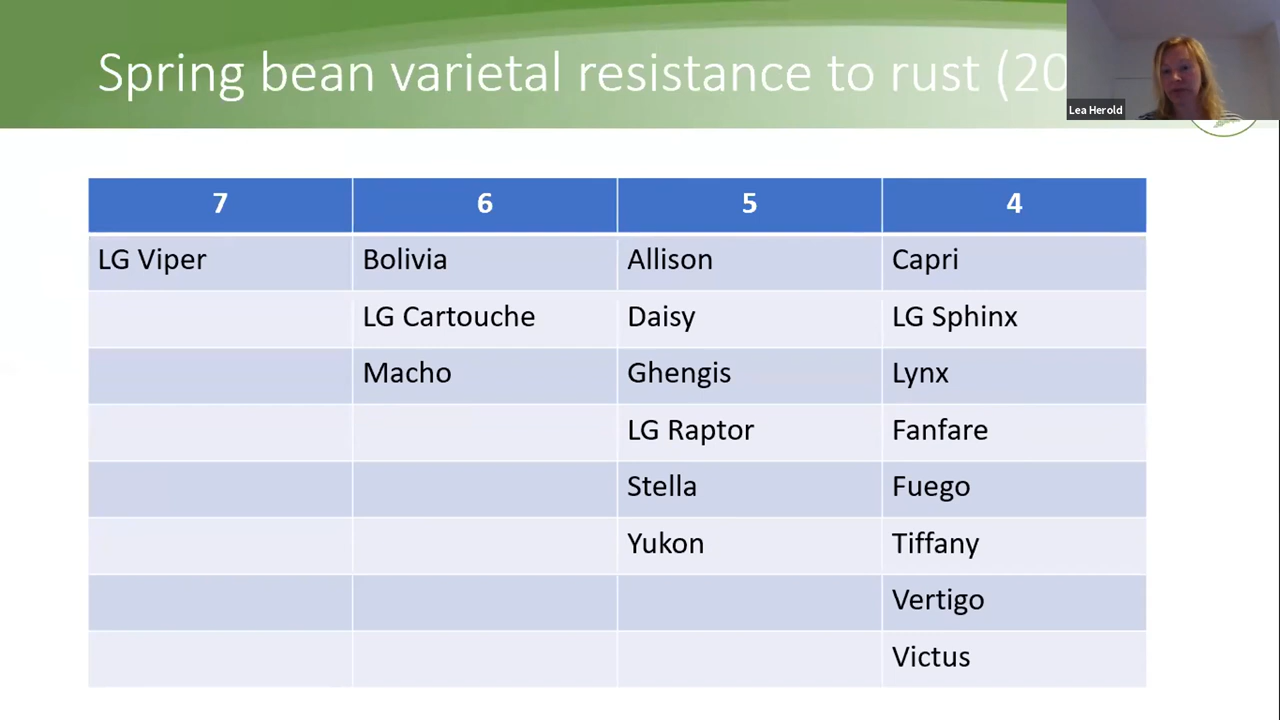 Spring bean varietal resistance to rust (20
Lea Herold
7 6 5 4
LG Viper Bolivia Allison Capri
LG Cartouche Daisy LG Sphinx
Macho Ghengis Lynx
LG Raptor Fanfare
Stella Fuego
Yukon Tiffany
Vertigo
Victus